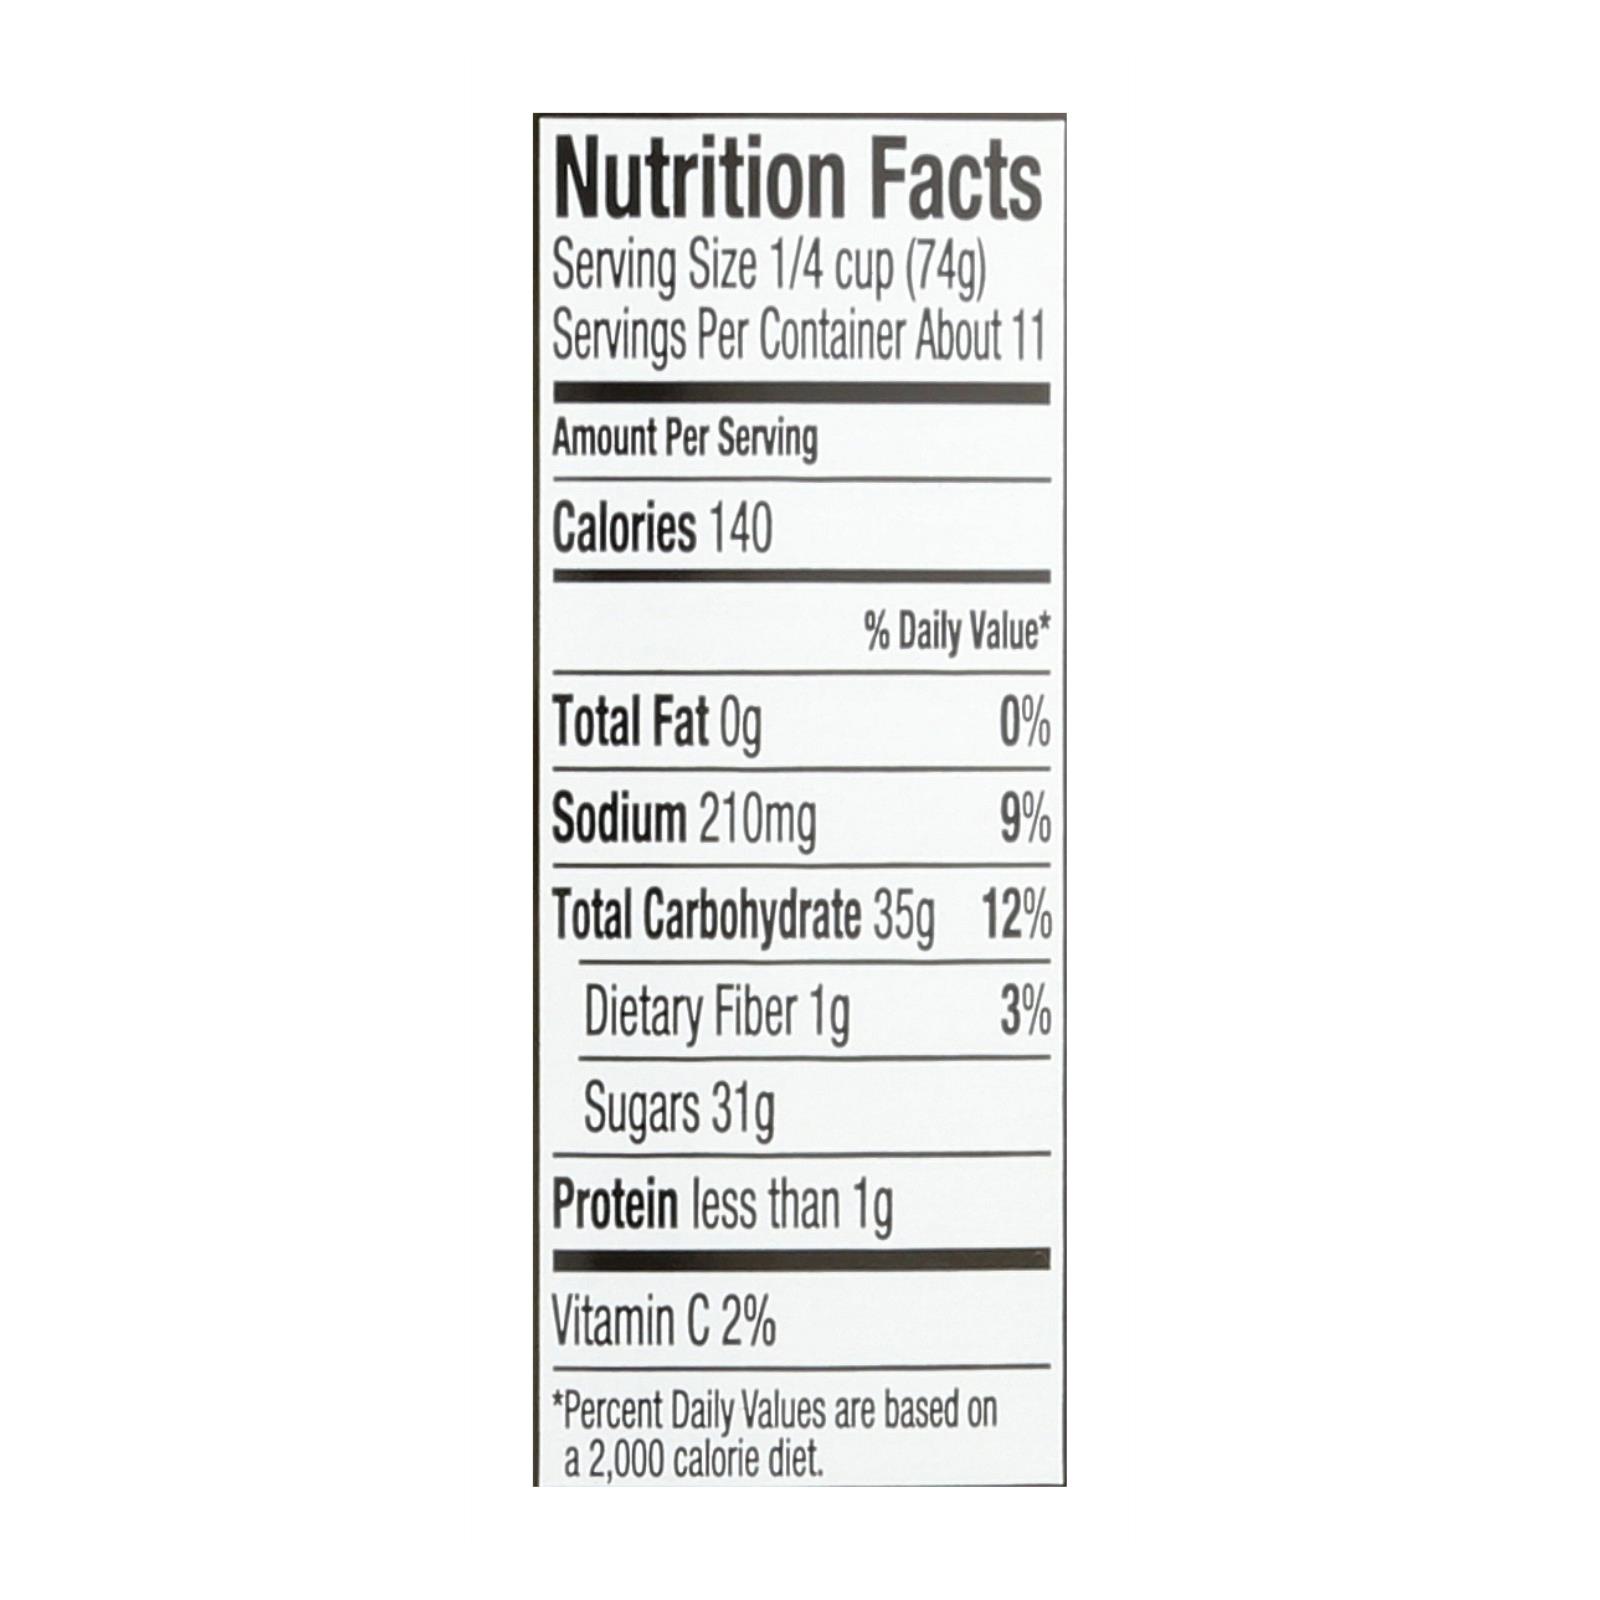 Nutrition Facts
Serving Size 1/4 cup (74g)
Servings Per Container About 11
Amount Per Serving
Calories 140
% Daily Value*
Total Fat 0g 0%
Sodium 210mg 9%
Total Carbohydrate 35g 12%
Dietary Fiber 1g 3%
Sugars 31g
Protein less than 1g
Vitamin C 2%
*Percent Daily Values are based on
a 2,000 calorie diet.